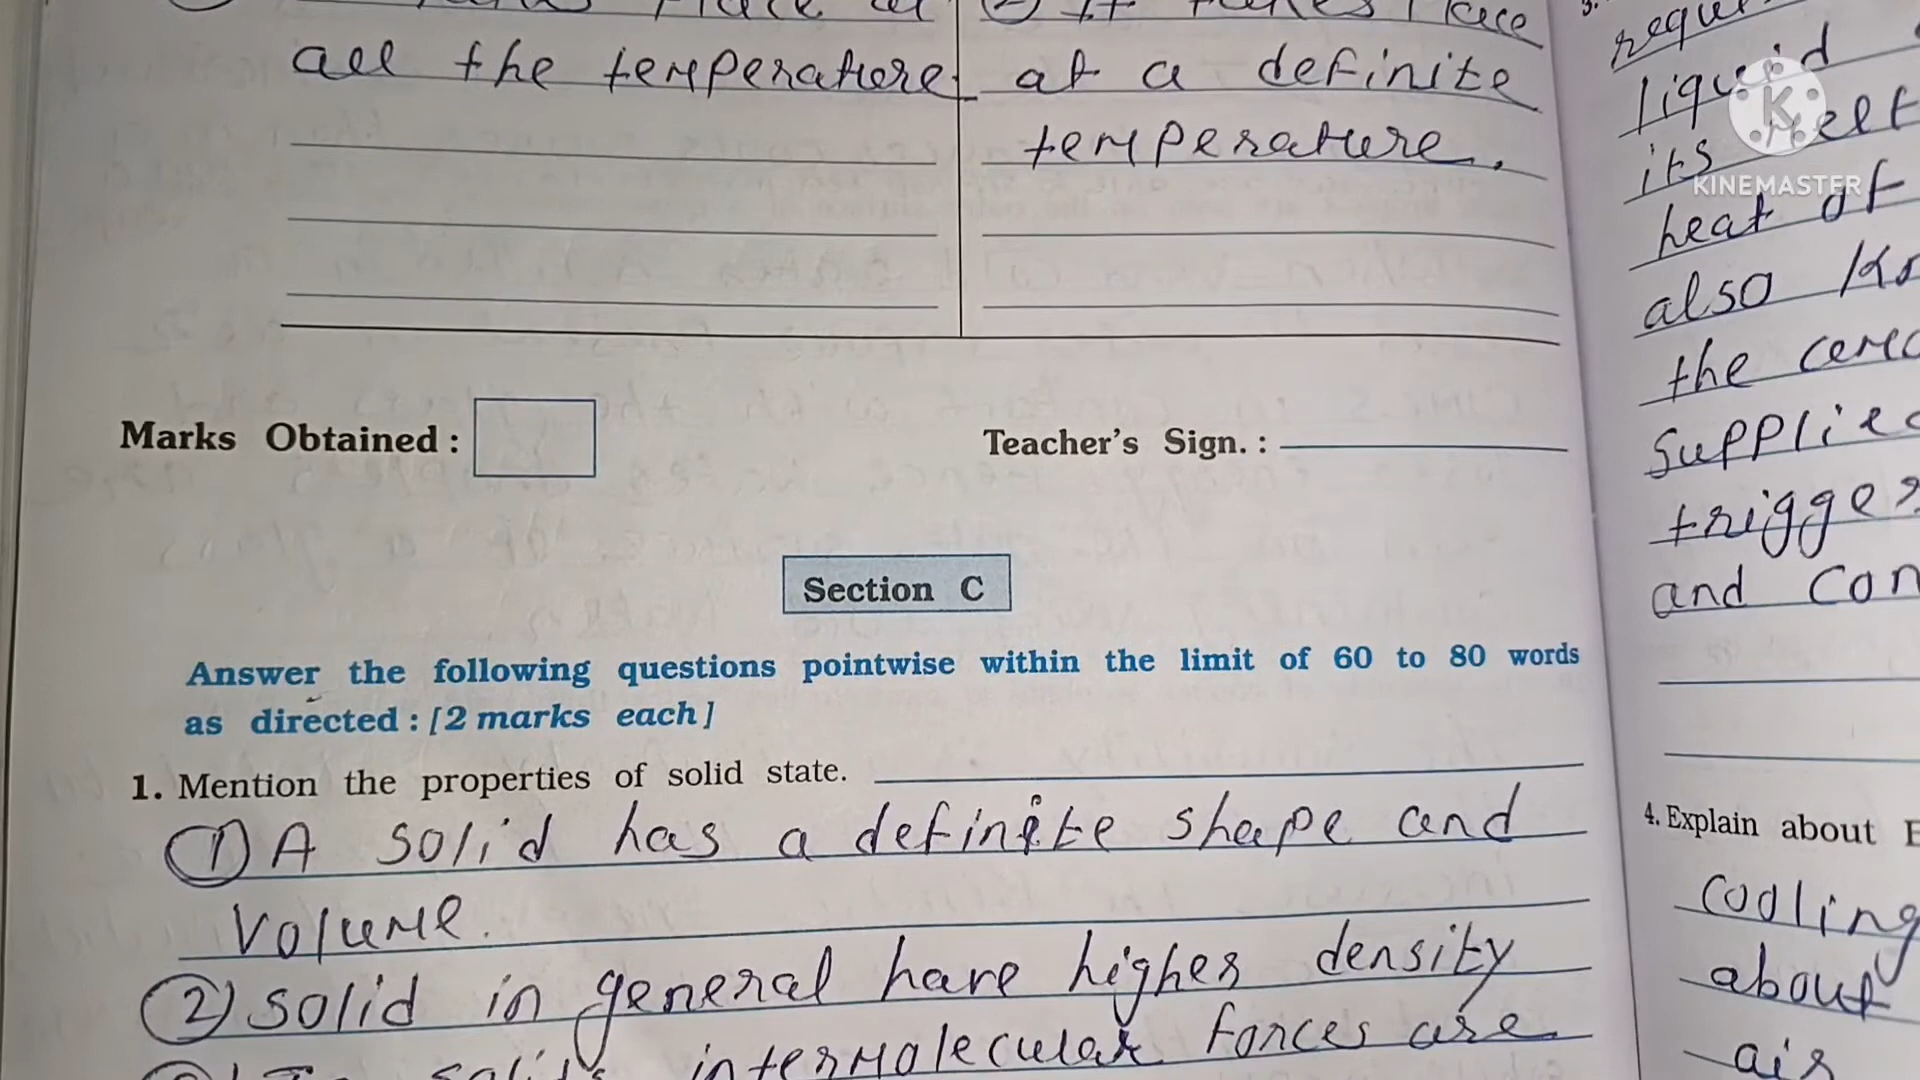 all the temperature. at a definite
temperature.
Marks Obtained : Teacher's Sign. :
Section C
Answer the following questions pointwise within the limit of 60 to 80 words
as directed : [2 marks each]
1. Mention the properties of solid state.
1) A solid has a definite shape and
volume.
2) solid in general have higher density
intermolecular forces are
liquid
its
heat of
also
the
and
4. Explain about
cooling
about
air
KINEMASTER